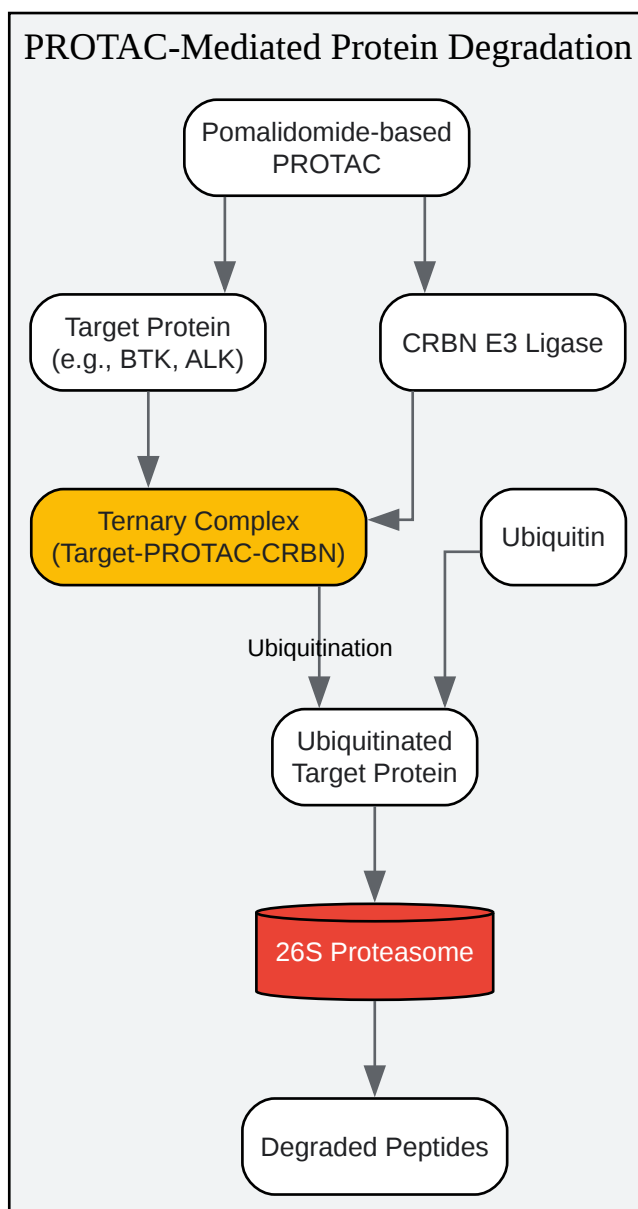 PROTAC-Mediated Protein Degradation
Pomalidomide-based
PROTAC
Target Protein
(e.g., BTK, ALK)
CRBN E3 Ligase
Ternary Complex
(Target-PROTAC-CRBN)
Ubiquitin
Ubiquitination
Ubiquitinated
Target Protein
26S Proteasome
Degraded Peptides